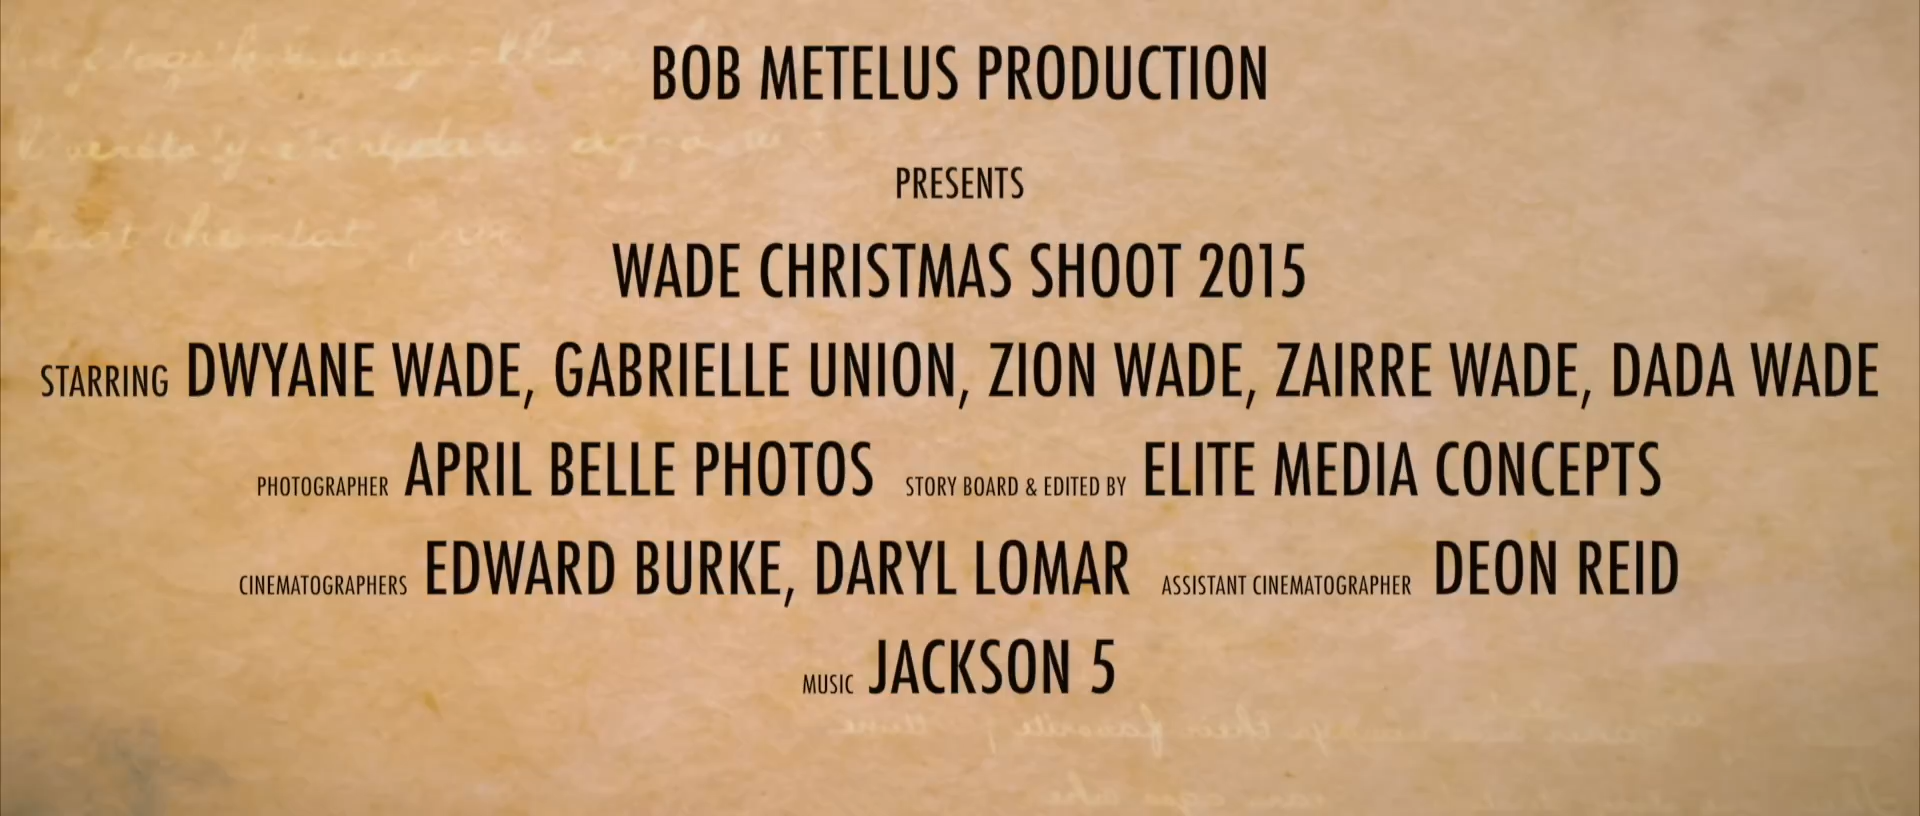 BOB METELUS PRODUCTION
PRESENTS
WADE CHRISTMAS SHOOT 2015
STARRING DWYANE WADE, GABRIELLE UNION, ZION WADE, ZAIRRE WADE, DADA WADE
PHOTOGRAPHER APRIL BELLE PHOTOS STORY BOARD & EDITED BY ELITE MEDIA CONCEPTS
CINEMATOGRAPHERS EDWARD BURKE, DARYL LOMAR ASSISTANT CINEMATOGRAPHER DEON REID
MUSIC JACKSON 5